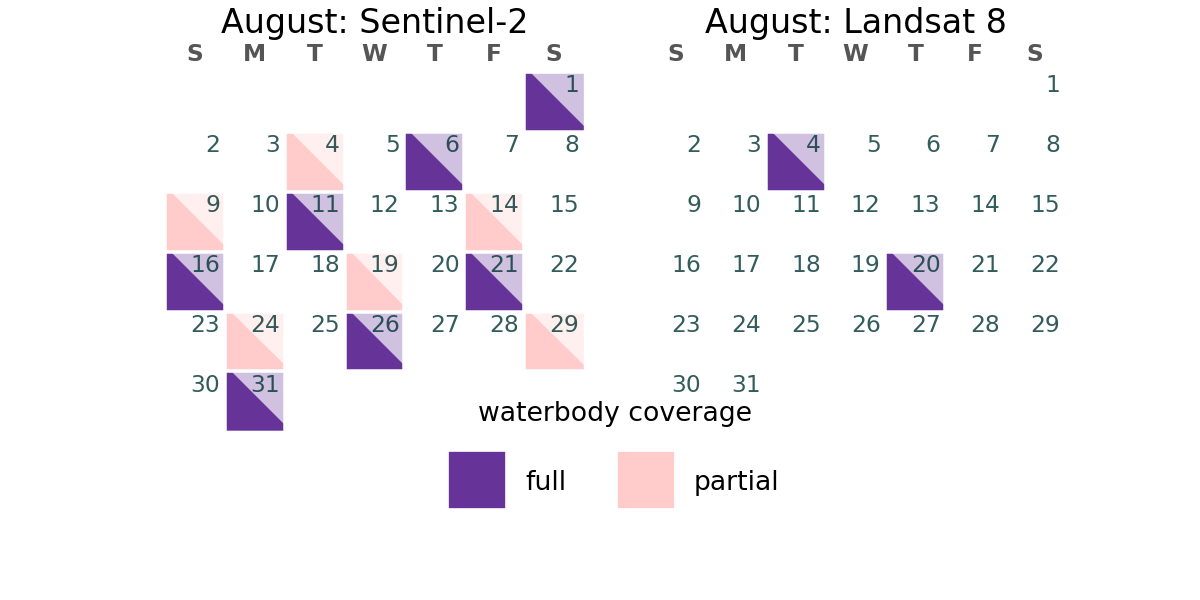 August: Sentinel-2
S M T W T F S
1
2 3 4 5 6 7 8
9 10 11 12 13 14 15
16 17 18 19 20 21 22
23 24 25 26 27 28 29
30 31
August: Landsat 8
S M T W T F S
1
2 3 4 5 6 7 8
9 10 11 12 13 14 15
16 17 18 19 20 21 22
23 24 25 26 27 28 29
30 31
waterbody coverage
full partial